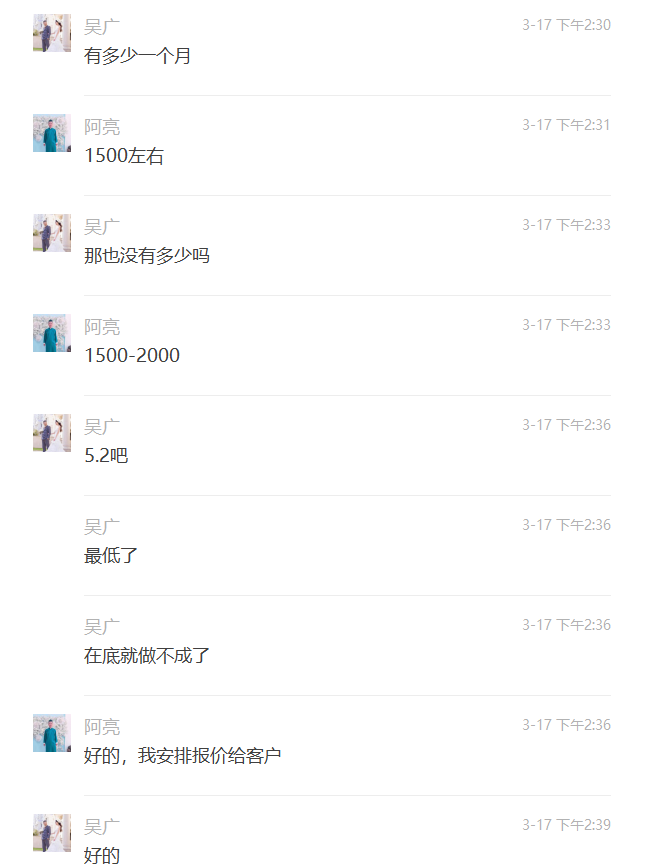 吴广 3-17 下午2:30
有多少一个月
阿亮 3-17 下午2:31
1500左右
吴广 3-17 下午2:33
那也没有多少吗
阿亮 3-17 下午2:33
1500-2000
吴广 3-17 下午2:36
5.2吧
吴广 3-17 下午2:36
最低了
吴广 3-17 下午2:36
在底就做不成了
阿亮 3-17 下午2:36
好的，我安排报价给客户
吴广 3-17 下午2:39
好的